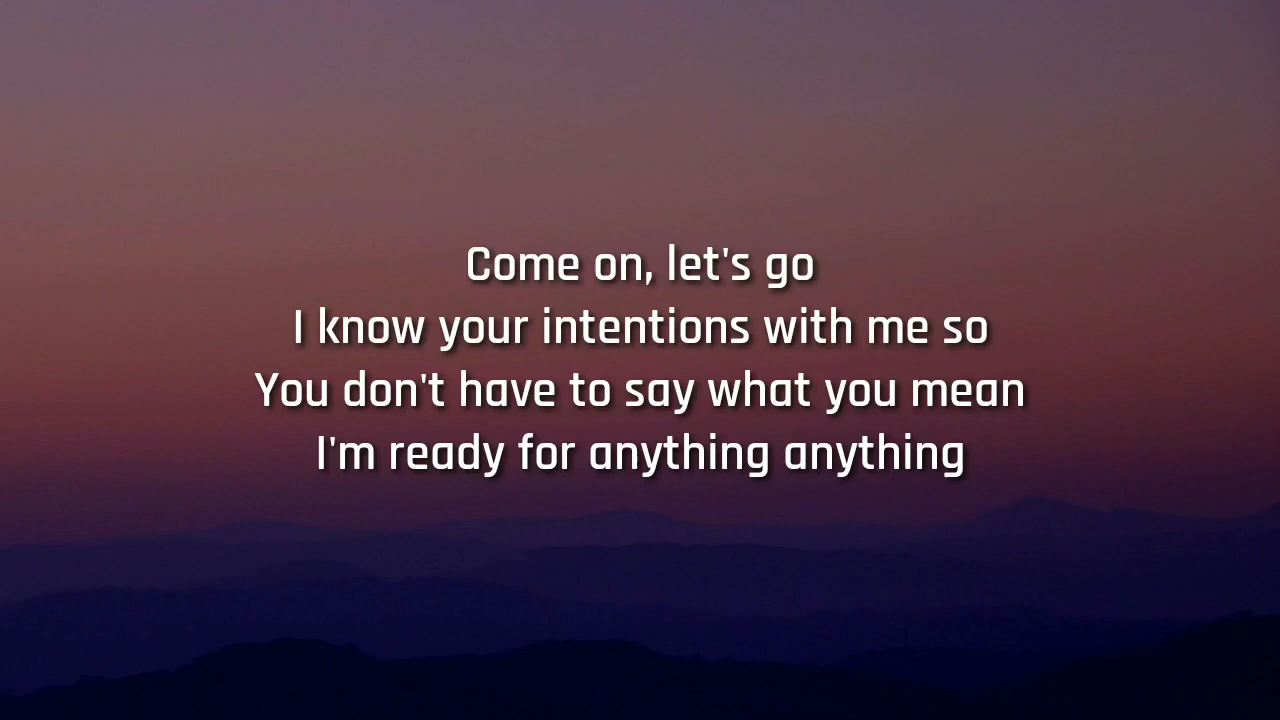 Come on, let's go
I know your intentions with me so
You don't have to say what you mean
I'm ready for anything anything